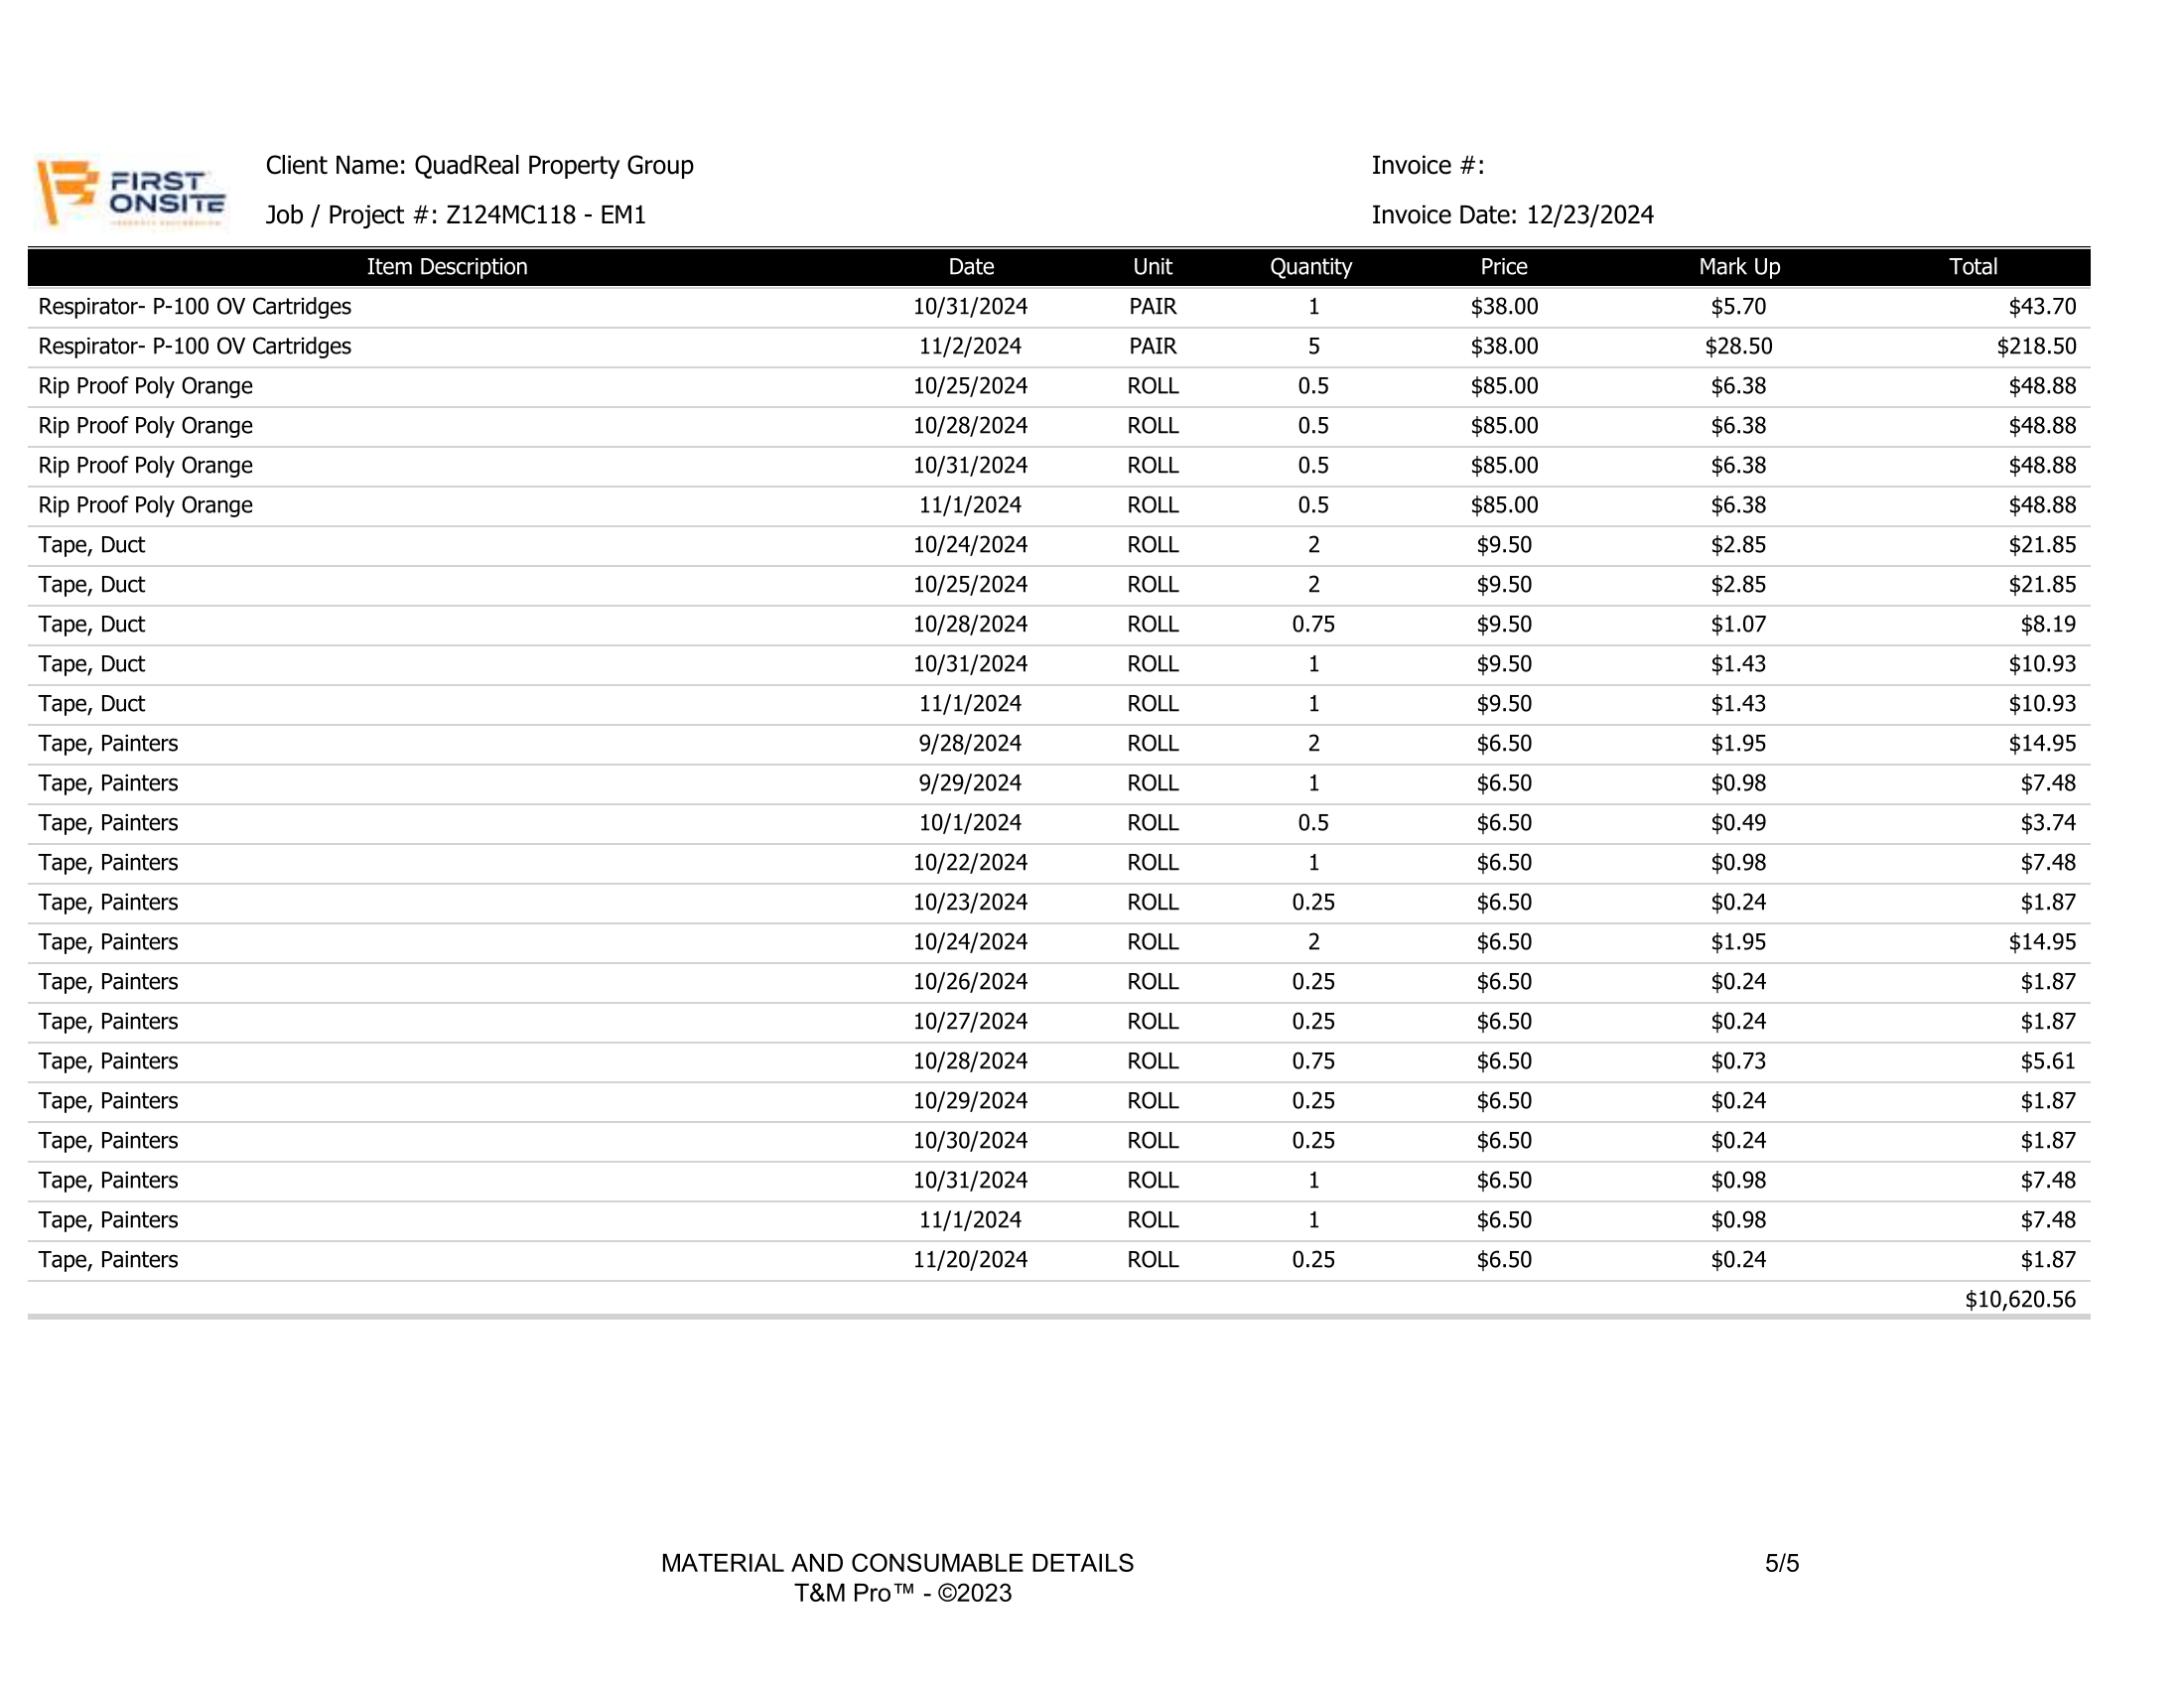 FIRST
ONSITE
Client Name: QuadReal Property Group
Invoice #:
Job / Project #: Z124MC118 - EM1
Invoice Date: 12/23/2024
Item Description Date Unit Quantity Price Mark Up Total
Respirator- P-100 OV Cartridges 10/31/2024 PAIR 1 $38.00 $5.70 $43.70
Respirator- P-100 OV Cartridges 11/2/2024 PAIR 5 $38.00 $28.50 $218.50
Rip Proof Poly Orange 10/25/2024 ROLL 0.5 $85.00 $6.38 $48.88
Rip Proof Poly Orange 10/28/2024 ROLL 0.5 $85.00 $6.38 $48.88
Rip Proof Poly Orange 10/31/2024 ROLL 0.5 $85.00 $6.38 $48.88
Rip Proof Poly Orange 11/1/2024 ROLL 0.5 $85.00 $6.38 $48.88
Tape, Duct 10/24/2024 ROLL 2 $9.50 $2.85 $21.85
Tape, Duct 10/25/2024 ROLL 2 $9.50 $2.85 $21.85
Tape, Duct 10/28/2024 ROLL 0.75 $9.50 $1.07 $8.19
Tape, Duct 10/31/2024 ROLL 1 $9.50 $1.43 $10.93
Tape, Duct 11/1/2024 ROLL 1 $9.50 $1.43 $10.93
Tape, Painters 9/28/2024 ROLL 2 $6.50 $1.95 $14.95
Tape, Painters 9/29/2024 ROLL 1 $6.50 $0.98 $7.48
Tape, Painters 10/1/2024 ROLL 0.5 $6.50 $0.49 $3.74
Tape, Painters 10/22/2024 ROLL 1 $6.50 $0.98 $7.48
Tape, Painters 10/23/2024 ROLL 0.25 $6.50 $0.24 $1.87
Tape, Painters 10/24/2024 ROLL 2 $6.50 $1.95 $14.95
Tape, Painters 10/26/2024 ROLL 0.25 $6.50 $0.24 $1.87
Tape, Painters 10/27/2024 ROLL 0.25 $6.50 $0.24 $1.87
Tape, Painters 10/28/2024 ROLL 0.75 $6.50 $0.73 $5.61
Tape, Painters 10/29/2024 ROLL 0.25 $6.50 $0.24 $1.87
Tape, Painters 10/30/2024 ROLL 0.25 $6.50 $0.24 $1.87
Tape, Painters 10/31/2024 ROLL 1 $6.50 $0.98 $7.48
Tape, Painters 11/1/2024 ROLL 1 $6.50 $0.98 $7.48
Tape, Painters 11/20/2024 ROLL 0.25 $6.50 $0.24 $1.87
$10,620.56
MATERIAL AND CONSUMABLE DETAILS 5/5
T&M Pro™ - ©2023